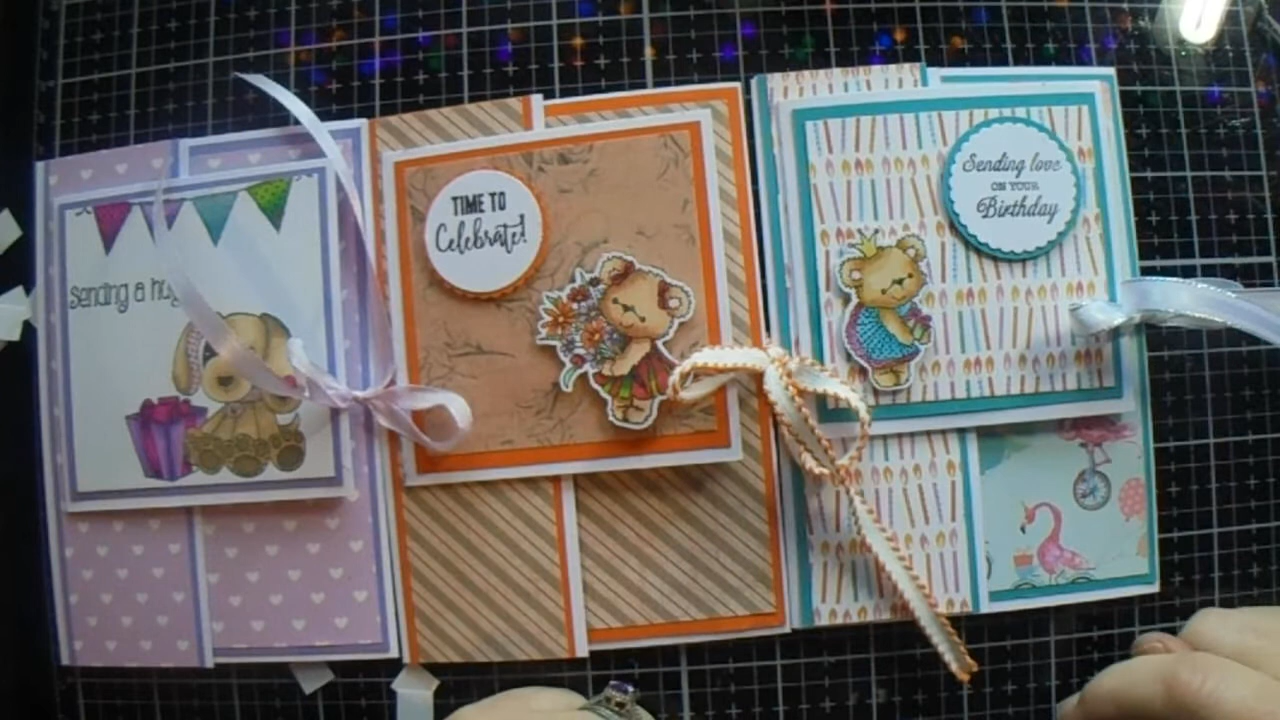 Sending a hug
TIME TO
Celebrate!
Sending love
ON YOUR
Birthday